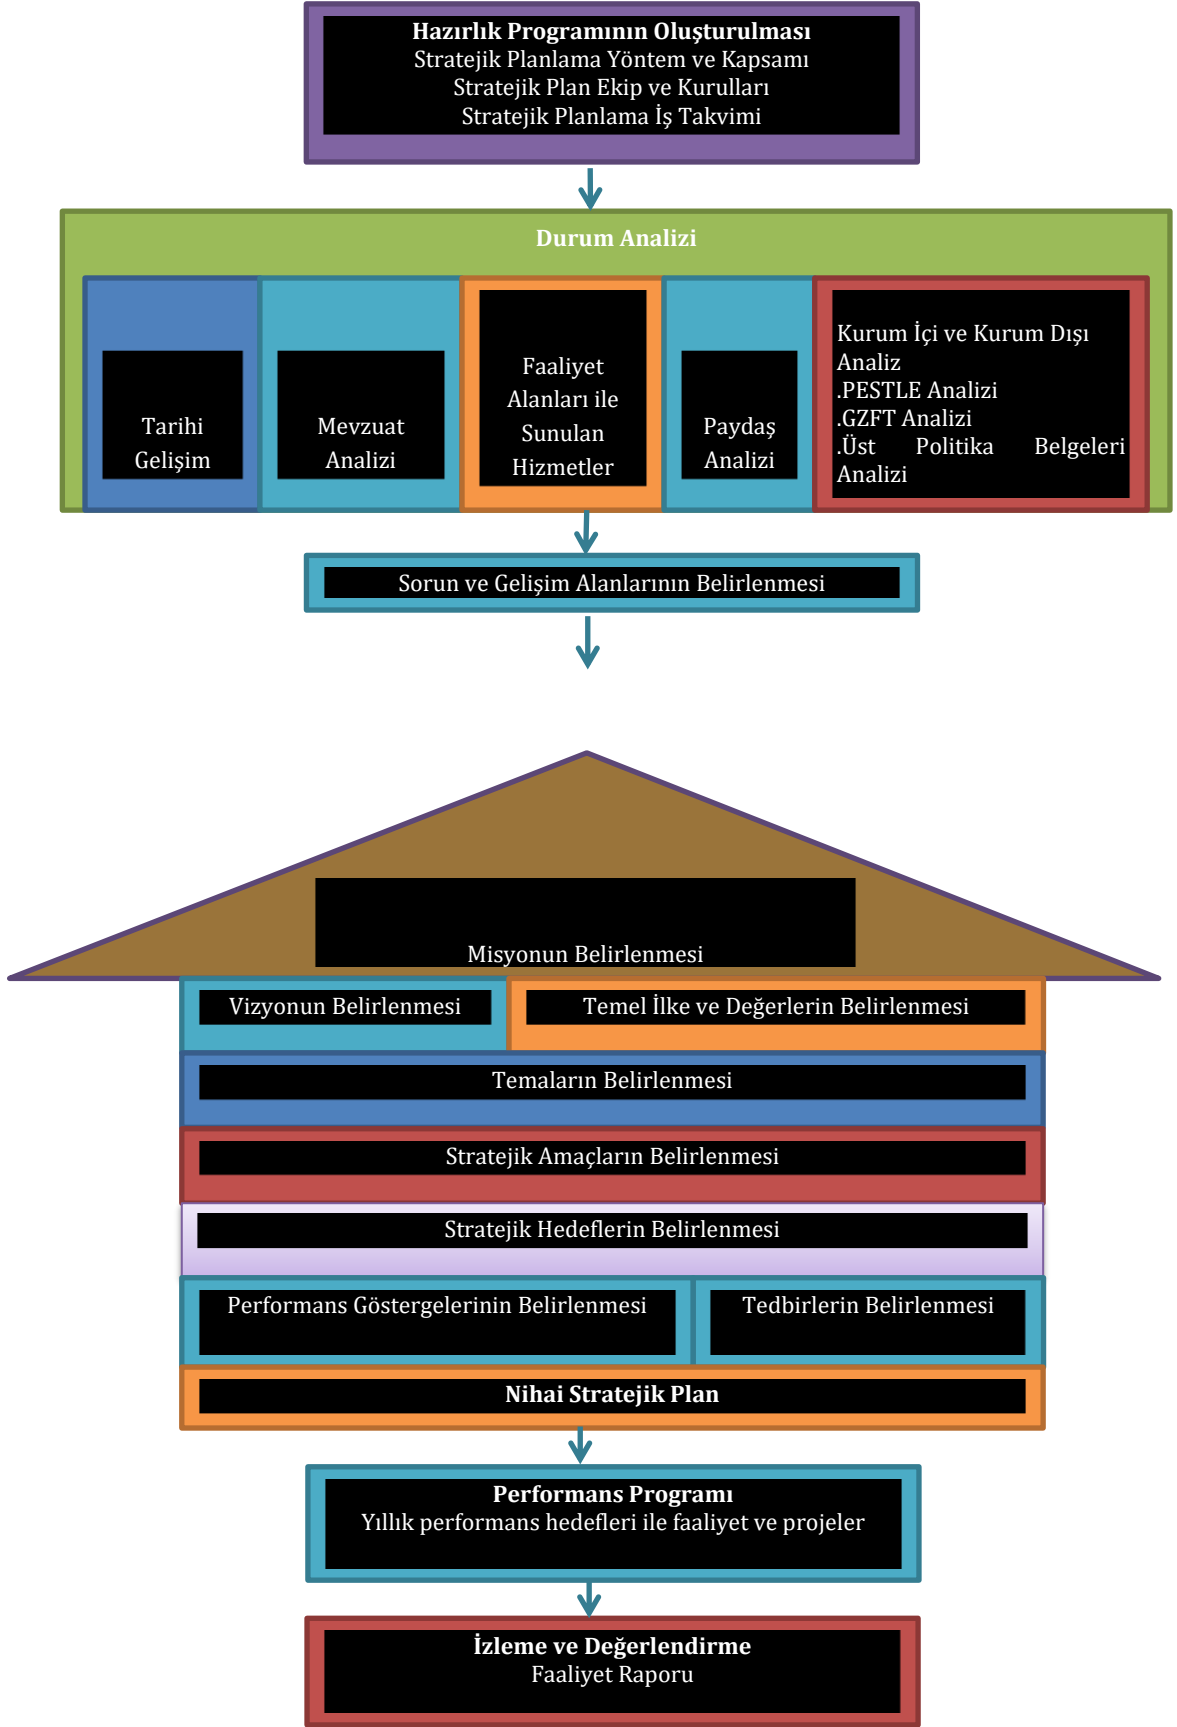 Hazırlık Programının Oluşturulması
Stratejik Planlama Yöntem ve Kapsamı
Stratejik Plan Ekip ve Kurulları
Stratejik Planlama İş Takvimi
Durum Analizi
Tarihi
Gelişim
Mevzuat
Analizi
Faaliyet
Alanları ile
Sunulan
Hizmetler
Paydaş
Analizi
Kurum İçi ve Kurum Dışı
Analiz
.PESTLE Analizi
.GZFT Analizi
.Üst Politika Belgeleri
Analizi
Sorun ve Gelişim Alanlarının Belirlenmesi
Misyonun Belirlenmesi
Vizyonun Belirlenmesi
Temel İlke ve Değerlerin Belirlenmesi
Temaların Belirlenmesi
Stratejik Amaçların Belirlenmesi
Stratejik Hedeflerin Belirlenmesi
Performans Göstergelerinin Belirlenmesi
Tedbirlerin Belirlenmesi
Nihai Stratejik Plan
Performans Programı
Yıllık performans hedefleri ile faaliyet ve projeler
İzleme ve Değerlendirme
Faaliyet Raporu